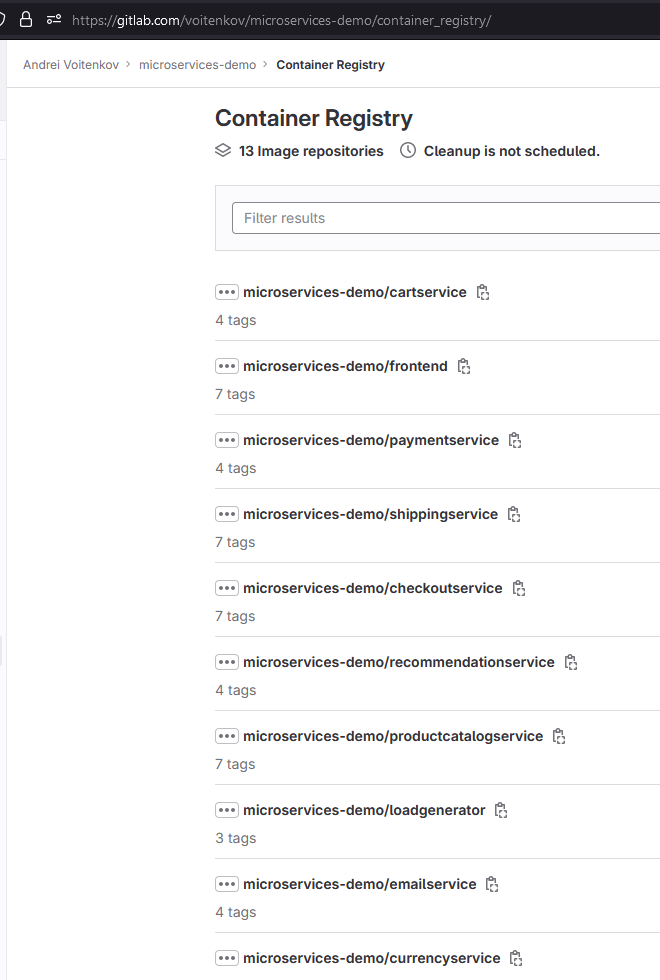 https://gitlab.com/voitenkov/microservices-demo/container_registry/
Andrei Voitenkov > microservices-demo > Container Registry
Container Registry
13 Image repositories Cleanup is not scheduled.
Filter results
microservices-demo/cartservice
4 tags
microservices-demo/frontend
7 tags
microservices-demo/paymentservice
4 tags
microservices-demo/shippingservice
7 tags
microservices-demo/checkoutservice
7 tags
microservices-demo/recommendationservice
4 tags
microservices-demo/productcatalogservice
7 tags
microservices-demo/loadgenerator
3 tags
microservices-demo/emailservice
4 tags
microservices-demo/currencyservice